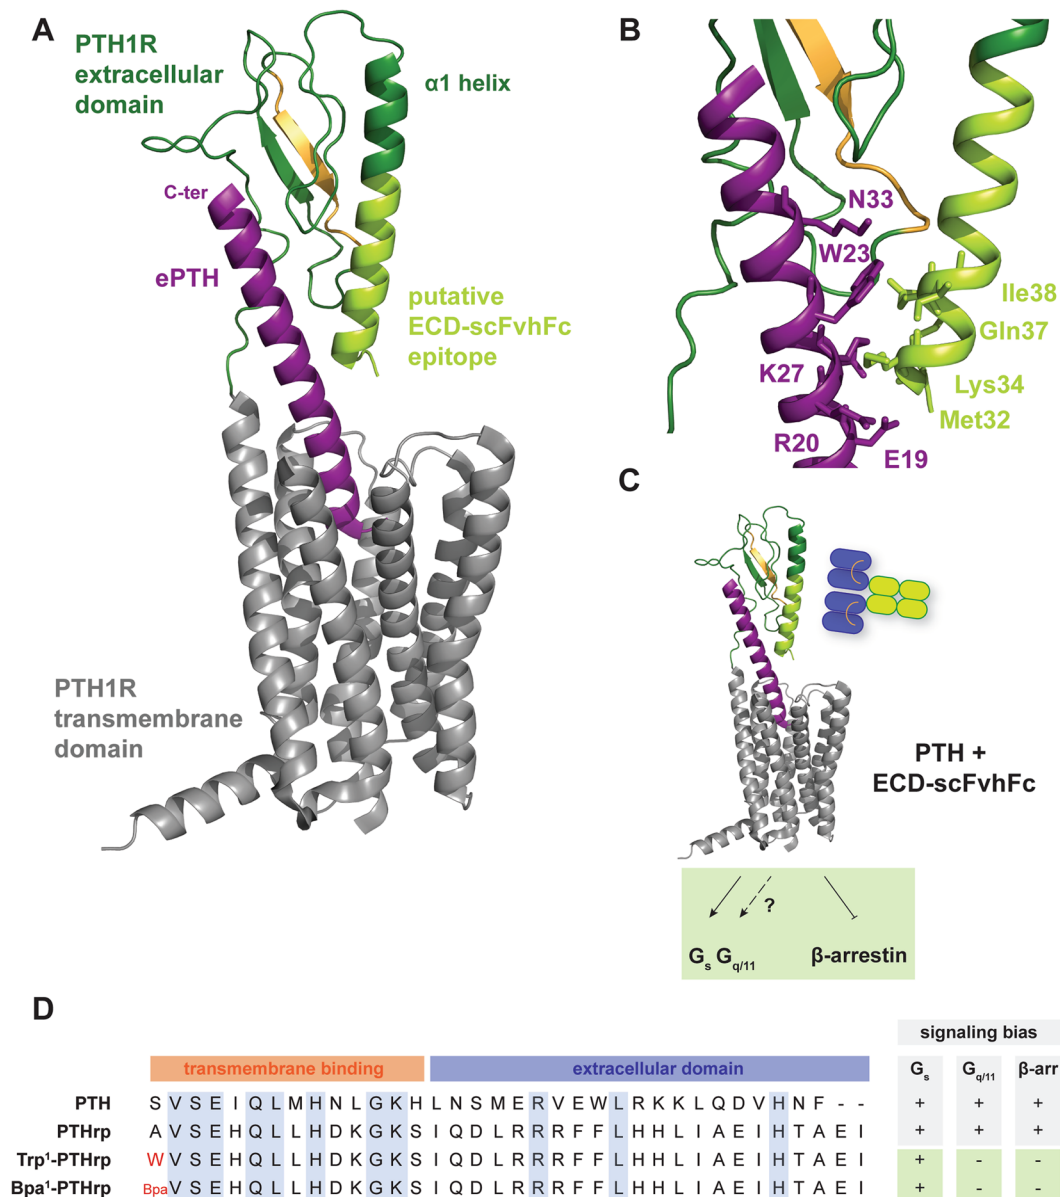 A
PTH1R
extracellular
domain
α1 helix
C-ter
ePTH
putative
ECD-scFvhFc
epitope
PTH1R
transmembrane
domain
B
N33
W23
Ile38
Gln37
K27
Lys34
Met32
R20
E19
C
PTH +
ECD-scFvhFc
?
Gs Gq/11 β-arrestin
D
signaling bias
transmembrane binding extracellular domain Gs Gq/11 β-arr
PTH S V S E I Q L M H N L G K H L N S M E R V E W L R K K L Q D V H N F - - + + +
PTHrp A V S E H Q L L H D K G K S I Q D L R R R F F L H H L I A E I H T A E I + + +
Trp1-PTHrp W V S E H Q L L H D K G K S I Q D L R R R F F L H H L I A E I H T A E I + - -
Bpa1-PTHrp Bpa V S E H Q L L H D K G K S I Q D L R R R F F L H H L I A E I H T A E I + - -